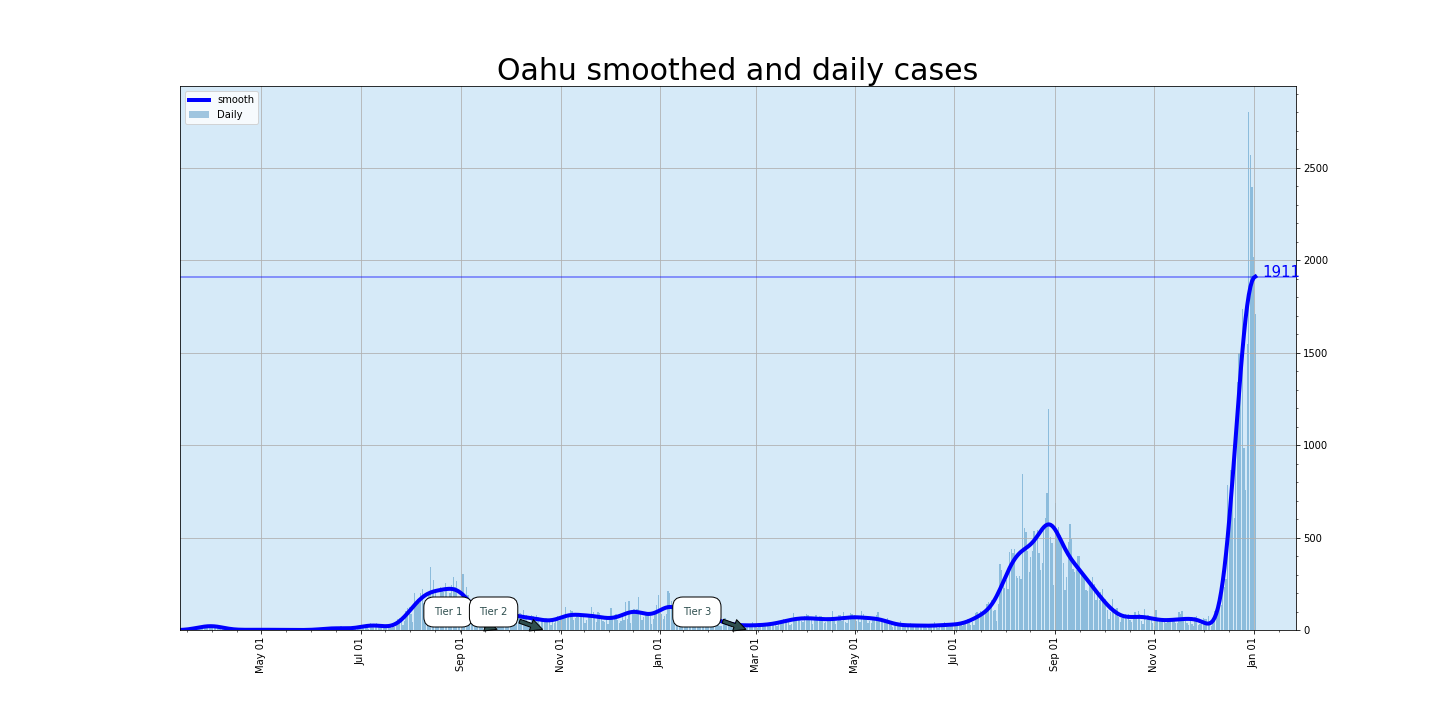 Oahu smoothed and daily cases
smooth
Daily
2500
2000
1911
1500
1000
500
0
Tier 1
Tier 2
Tier 3
May 01
Jul 01
Sep 01
Nov 01
Jan 01
Mar 01
May 01
Jul 01
Sep 01
Nov 01
Jan 01